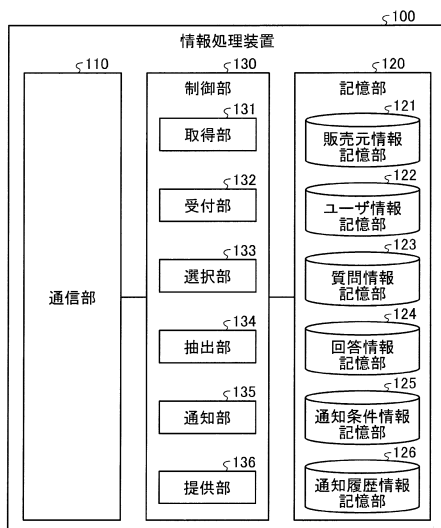 100
情報処理装置
110
通信部
130
制御部
131
取得部
132
受付部
133
選択部
134
抽出部
135
通知部
136
提供部
120
記憶部
121
販売元情報
記憶部
122
ユーザ情報
記憶部
123
質問情報
記憶部
124
回答情報
記憶部
125
通知条件情報
記憶部
126
通知履歴情報
記憶部